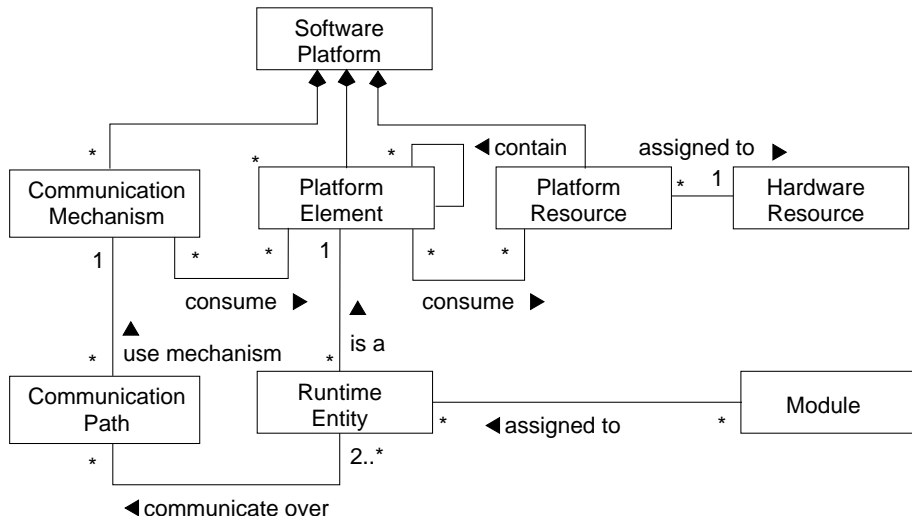 Software
Platform
* * * contain assigned to
Communication
Mechanism
Platform
Element
Platform
Resource
* 1
Hardware
Resource
1 * * 1 * *
consume consume
use mechanism is a
* *
Communication
Path
Runtime
Entity
Module
* assigned to *
* 2..*
communicate over